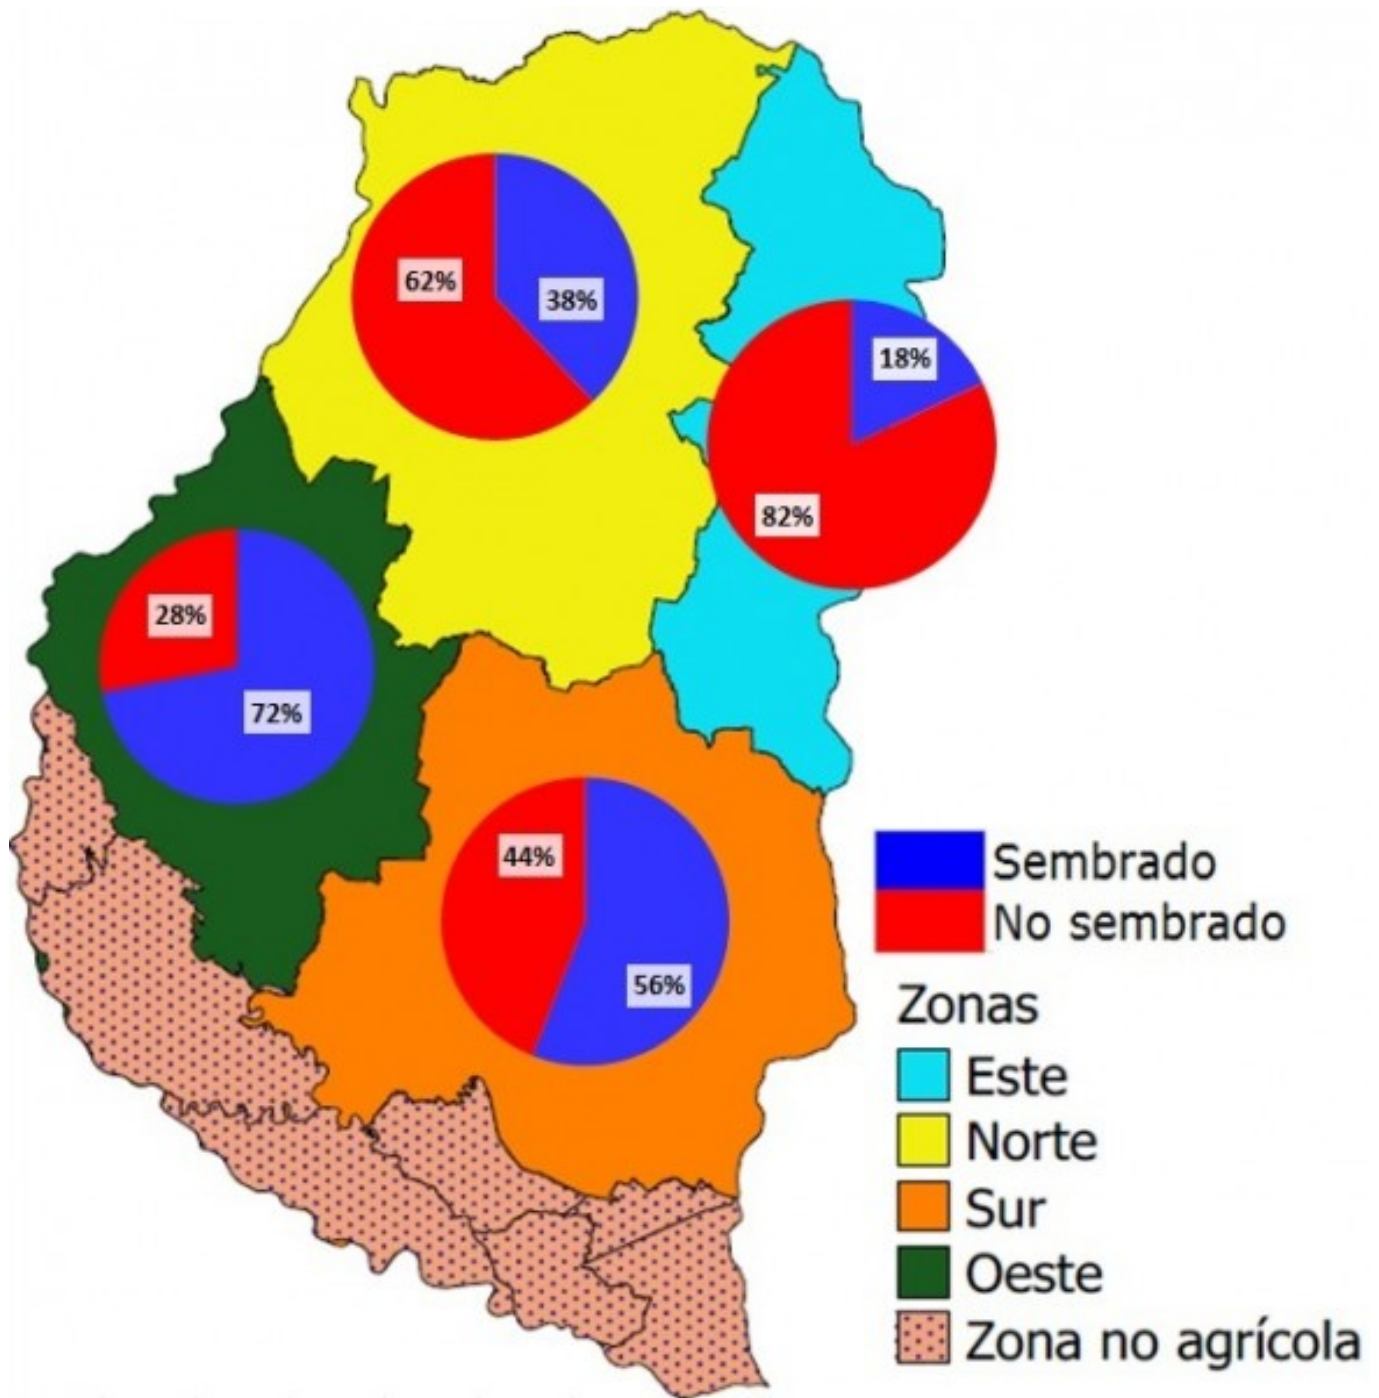 62%
38%
18%
82%
28%
72%
44%
56%
Sembrado
No sembrado
Zonas
Este
Norte
Sur
Oeste
Zona no agrícola